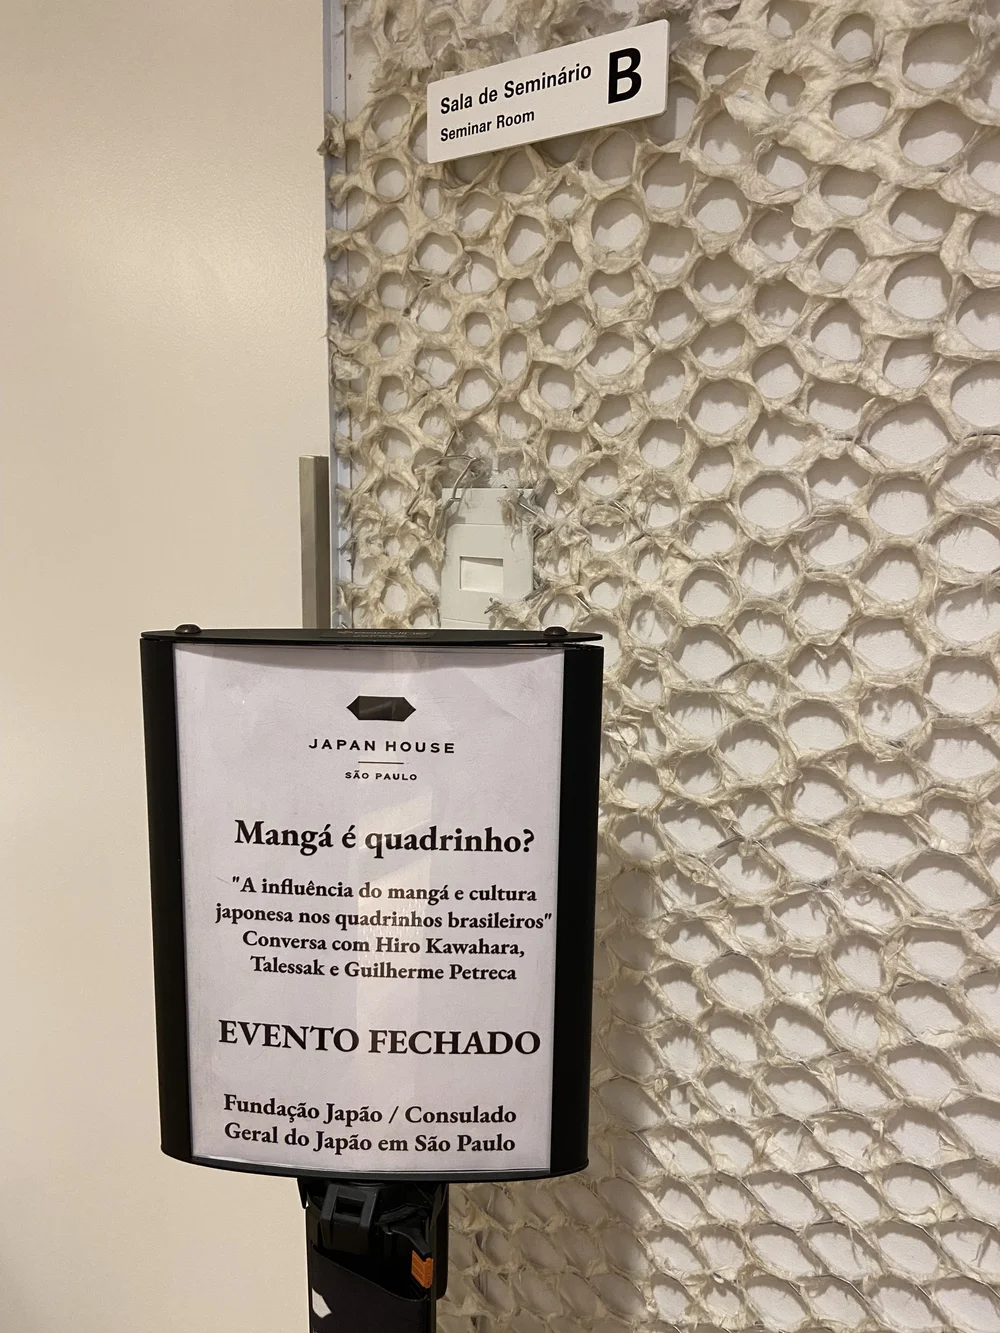 Sala de Seminário B
Seminar Room
JAPAN HOUSE
SÃO PAULO
Mangá é quadrinho?
"A influência do mangá e cultura
japonesa nos quadrinhos brasileiros"
Conversa com Hiro Kawahara,
Talessak e Guilherme Petreca
EVENTO FECHADO
Fundação Japão / Consulado
Geral do Japão em São Paulo